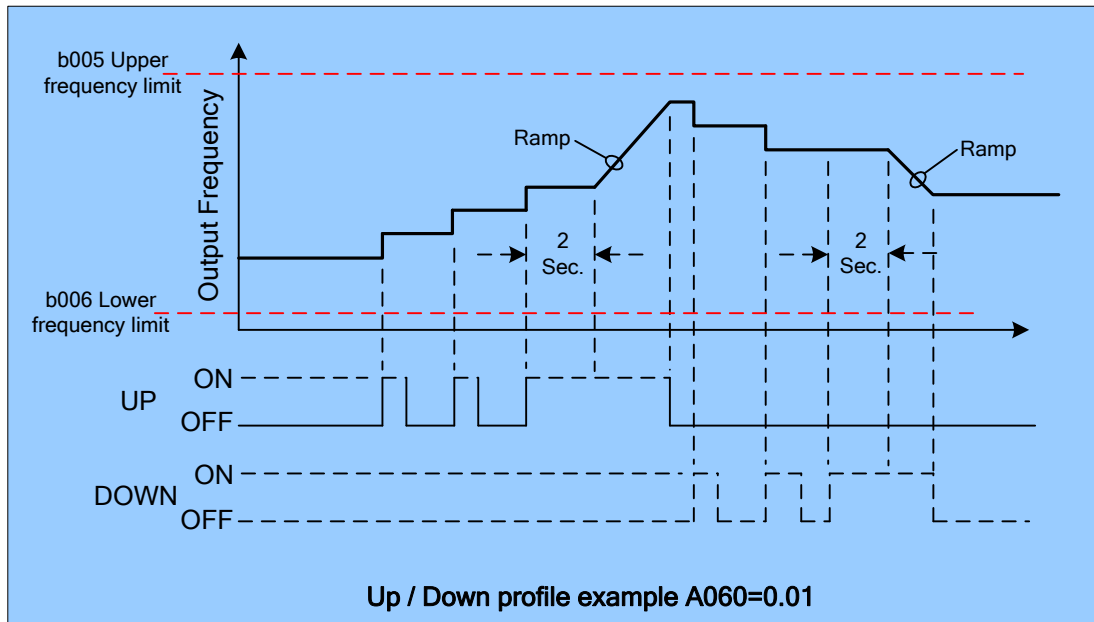 b005 Upper
frequency limit
Output Frequency
Ramp
Ramp
2
Sec.
2
Sec.
b006 Lower
frequency limit
ON
UP
OFF
ON
DOWN
OFF
Up / Down profile example A060=0.01